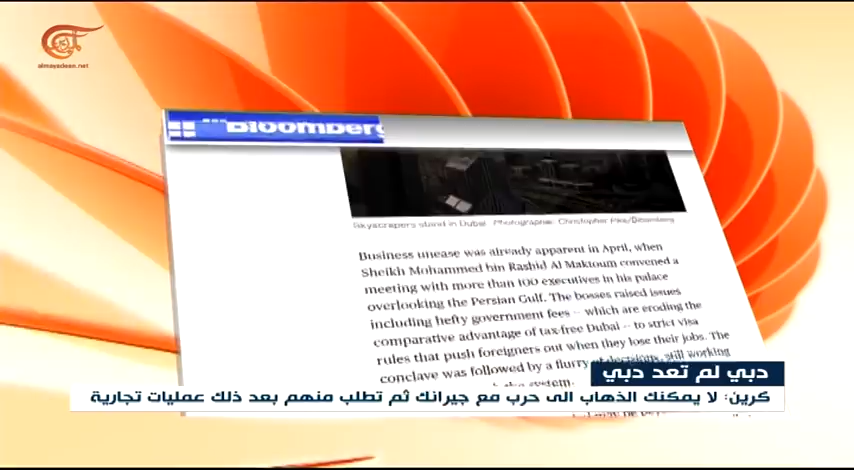 almayadeen.net
Bloomberg
Skyscrapers stand in Dubai. Photographer: Christopher Pike/Bloomberg
Business unease was already apparent in April, when
Sheikh Mohammed bin Rashid Al Maktoum convened a
meeting with more than 100 executives in his palace
overlooking the Persian Gulf. The bosses raised issues
including hefty government fees -- which are eroding the
comparative advantage of tax-free Dubai -- to strict visa
rules that push foreigners out when they lose their jobs. The
conclave was followed by a flurry of decisions, still working
the system.
دبي لم تعد دبي
كرين: لا يمكنك الذهاب الى حرب مع جيرانك ثم تطلب منهم بعد ذلك عمليات تجارية